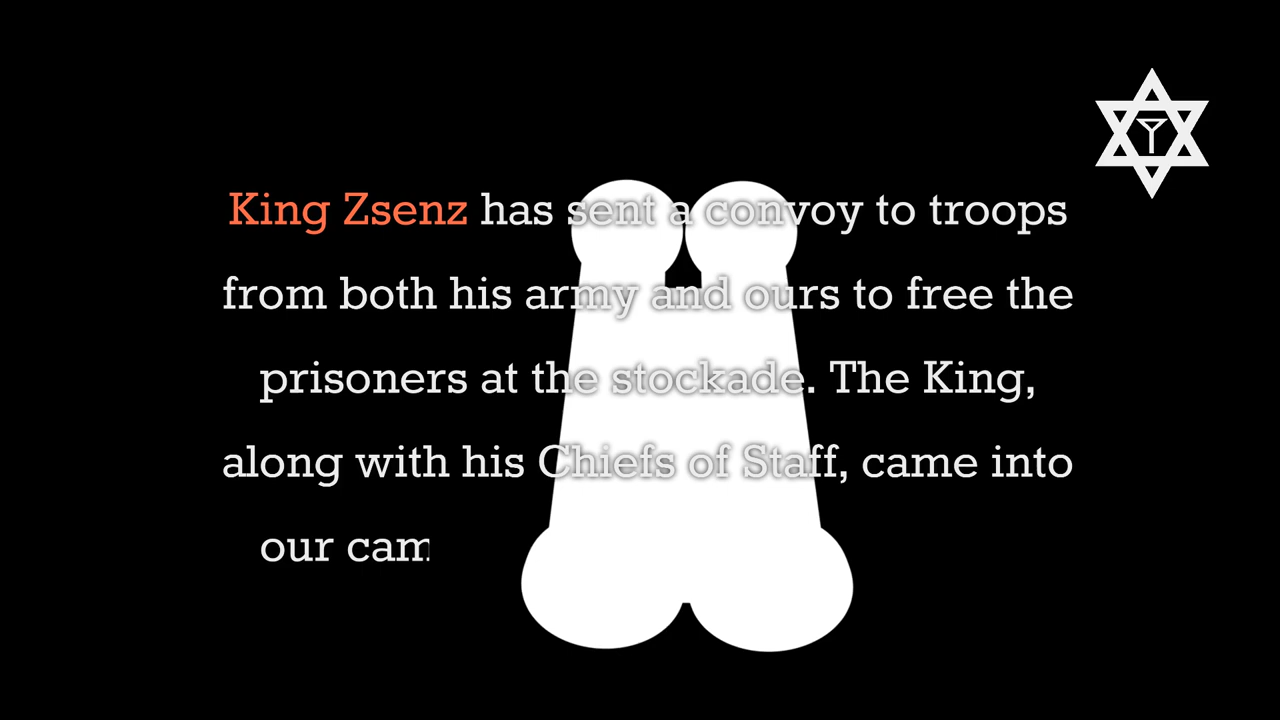 King Zsenz has sent a convoy to troops
from both his army and ours to free the
prisoners at the stockade. The King,
along with his Chiefs of Staff, came into
our cam